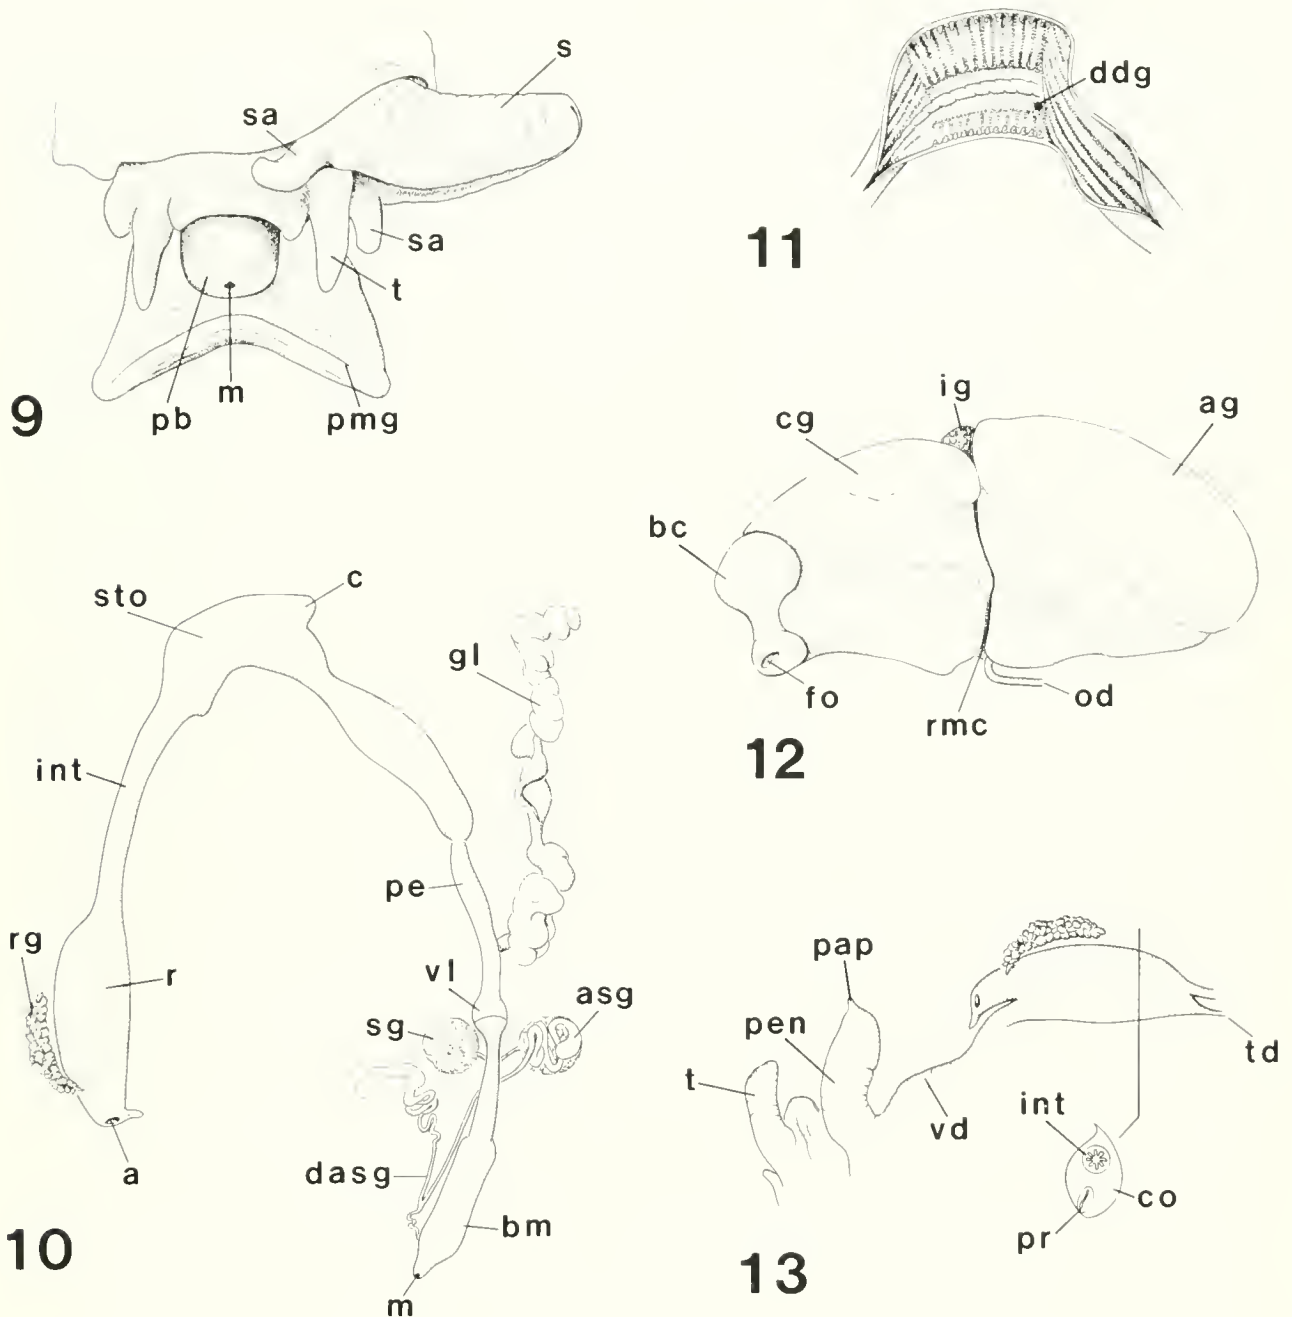 s
sa
sa
t
m
pb
pmg
9
ddg
11
ig
cg
ag
bc
fo
rmc
od
12
c
sto
gl
int
pe
rg
r
vl
sg
asg
a
dasg
bm
m
10
pap
pen
t
td
vd
int
co
pr
13